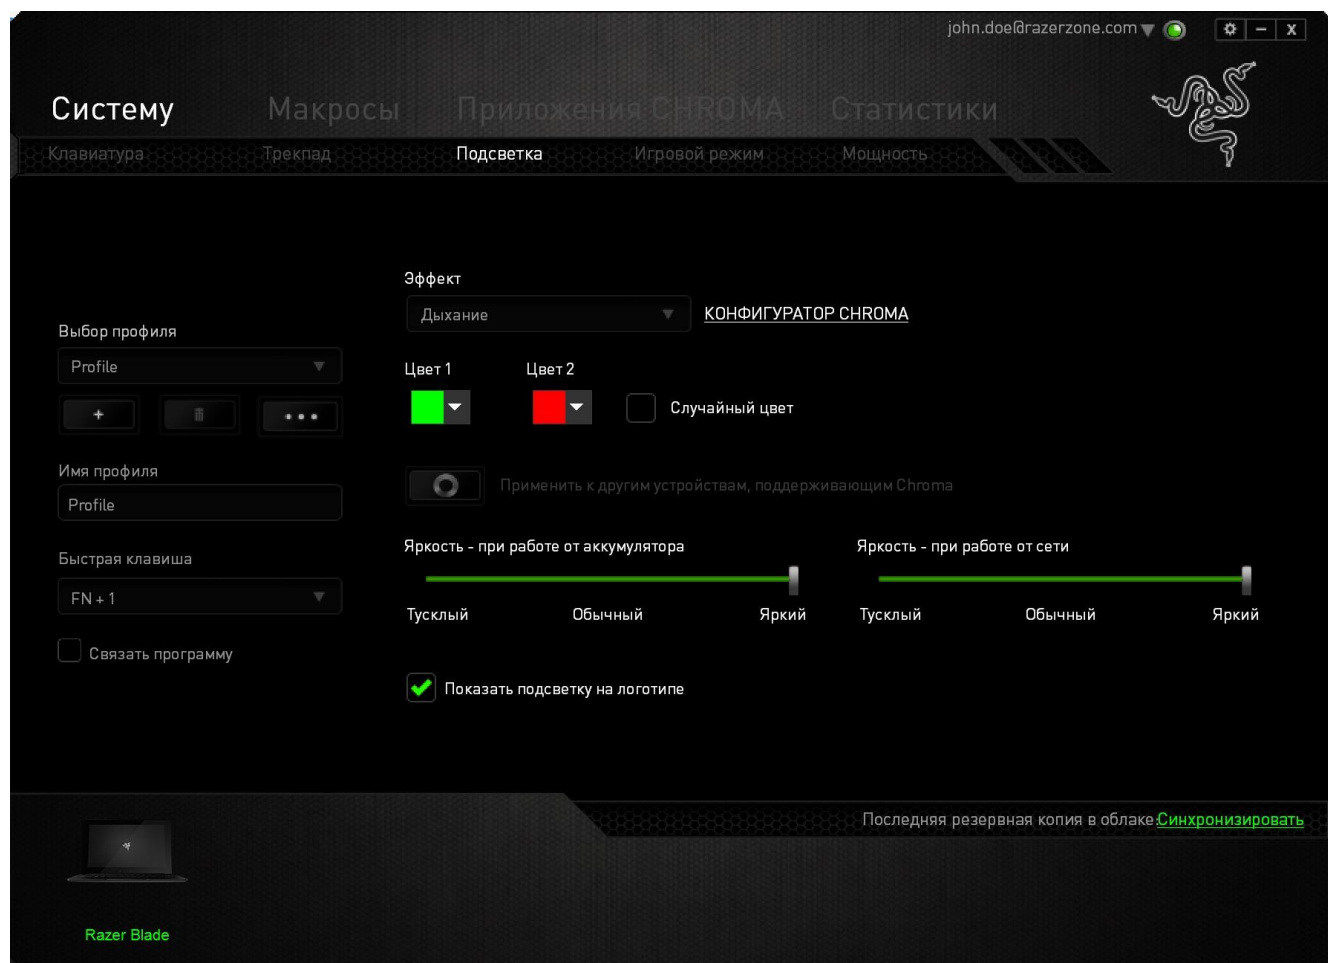 john.doe@razerzone.com
X
Систему Макросы Приложения CHROMA Статистики
Клавиатура Трекпад Подсветка Игровой режим Мощность
Эффект
Дыхание КОНФИГУРАТОР CHROMA
Выбор профиля
Profile
Цвет 1 Цвет 2
Случайный цвет
Имя профиля
Profile
Применить к другим устройствам, поддерживающим Chroma
Быстрая клавиша
FN + 1
Связать программу
Яркость - при работе от аккумулятора Яркость - при работе от сети
Тусклый Обычный Яркий Тусклый Обычный Яркий
Показать подсветку на логотипе
Последняя резервная копия в облаке:Синхронизировать
Razer Blade